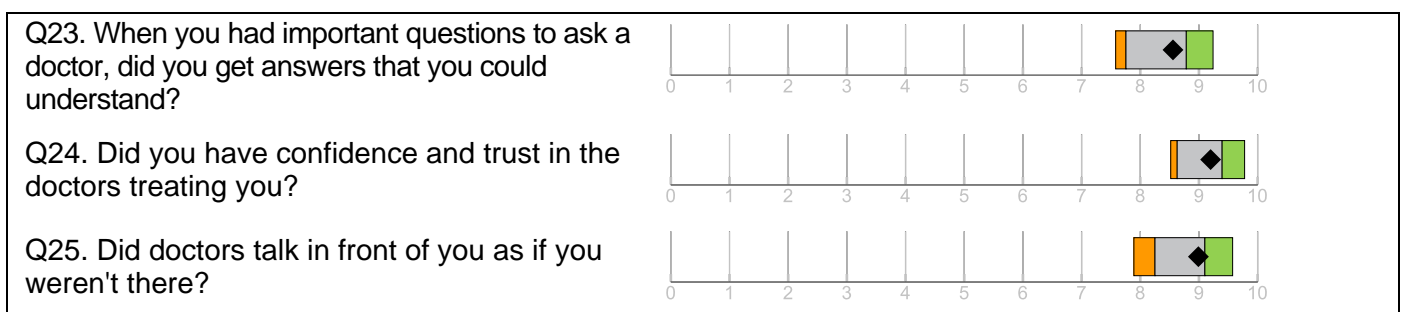 Q23. When you had important questions to ask a
doctor, did you get answers that you could
understand?
0 1 2 3 4 5 6 7 8 9 10
Q24. Did you have confidence and trust in the
doctors treating you?
0 1 2 3 4 5 6 7 8 9 10
Q25. Did doctors talk in front of you as if you
weren't there?
0 1 2 3 4 5 6 7 8 9 10